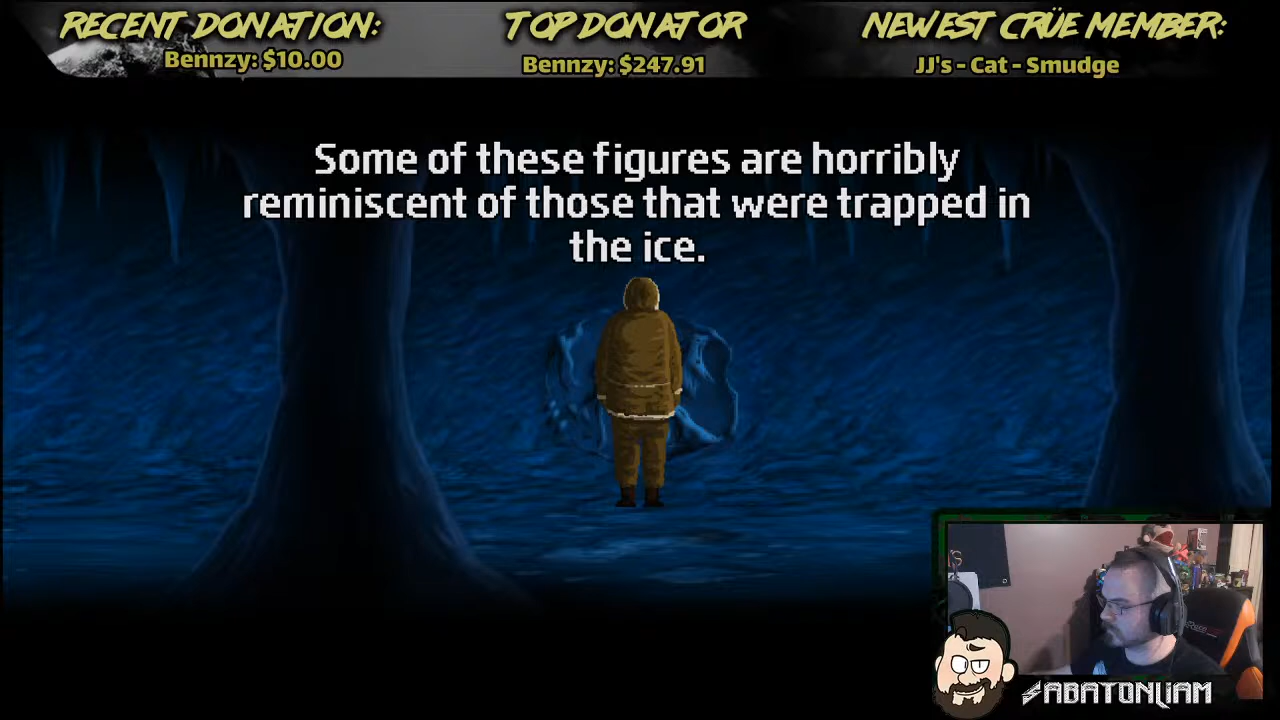 RECENT DONATION:
Bennzy: $10.00
TOP DONATOR
Bennzy: $247.91
NEWEST CRÜE MEMBER:
JJ's - Cat - Smudge
Some of these figures are horribly
reminiscent of those that were trapped in
the ice.
SABATONLIAM